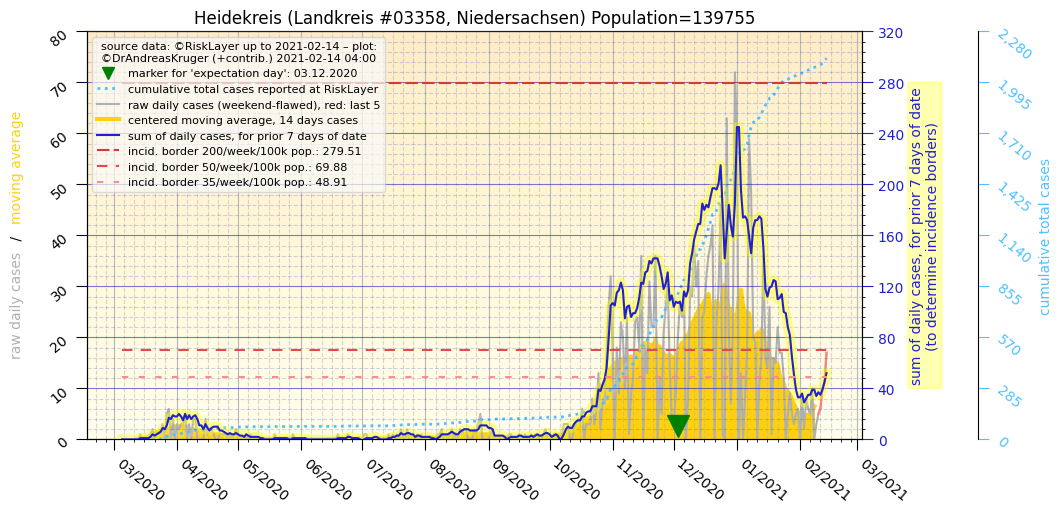 Heidekreis (Landkreis #03358, Niedersachsen) Population=139755
source data: ©RiskLayer up to 2021-02-14 – plot:
©DrAndreasKruger (+contrib.) 2021-02-14 04:00
marker for 'expectation day': 03.12.2020
cumulative total cases reported at RiskLayer
raw daily cases (weekend-flawed), red: last 5
centered moving average, 14 days cases
sum of daily cases, for prior 7 days of date
incid. border 200/week/100k pop.: 279.51
incid. border 50/week/100k pop.: 69.88
incid. border 35/week/100k pop.: 48.91
raw daily cases / moving average
80
70
60
50
40
30
20
10
0
320
280
240
200
160
120
80
40
0
sum of daily cases, for prior 7 days of date
(to determine incidence borders)
2,280
1,995
1,710
1,425
1,140
855
570
285
0
cumulative total cases
03/2020
04/2020
05/2020
06/2020
07/2020
08/2020
09/2020
10/2020
11/2020
12/2020
01/2021
02/2021
03/2021